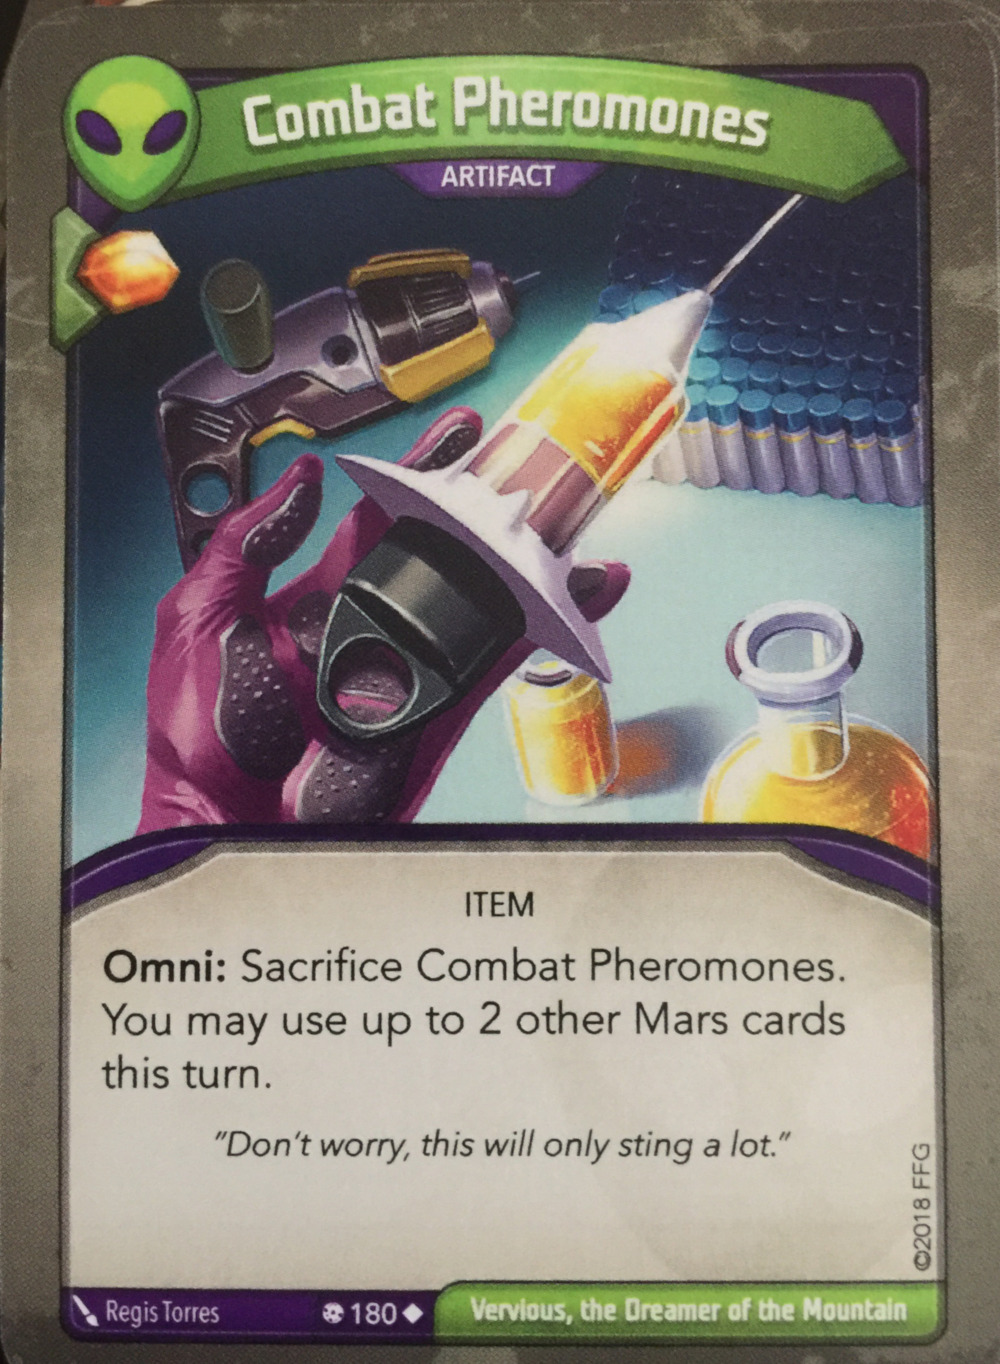 Combat Pheromones
ARTIFACT
ITEM
Omni: Sacrifice Combat Pheromones.
You may use up to 2 other Mars cards
this turn.
"Don't worry, this will only sting a lot."
©2018 FFG
Regis Torres
180
Vervious, the Dreamer of the Mountain